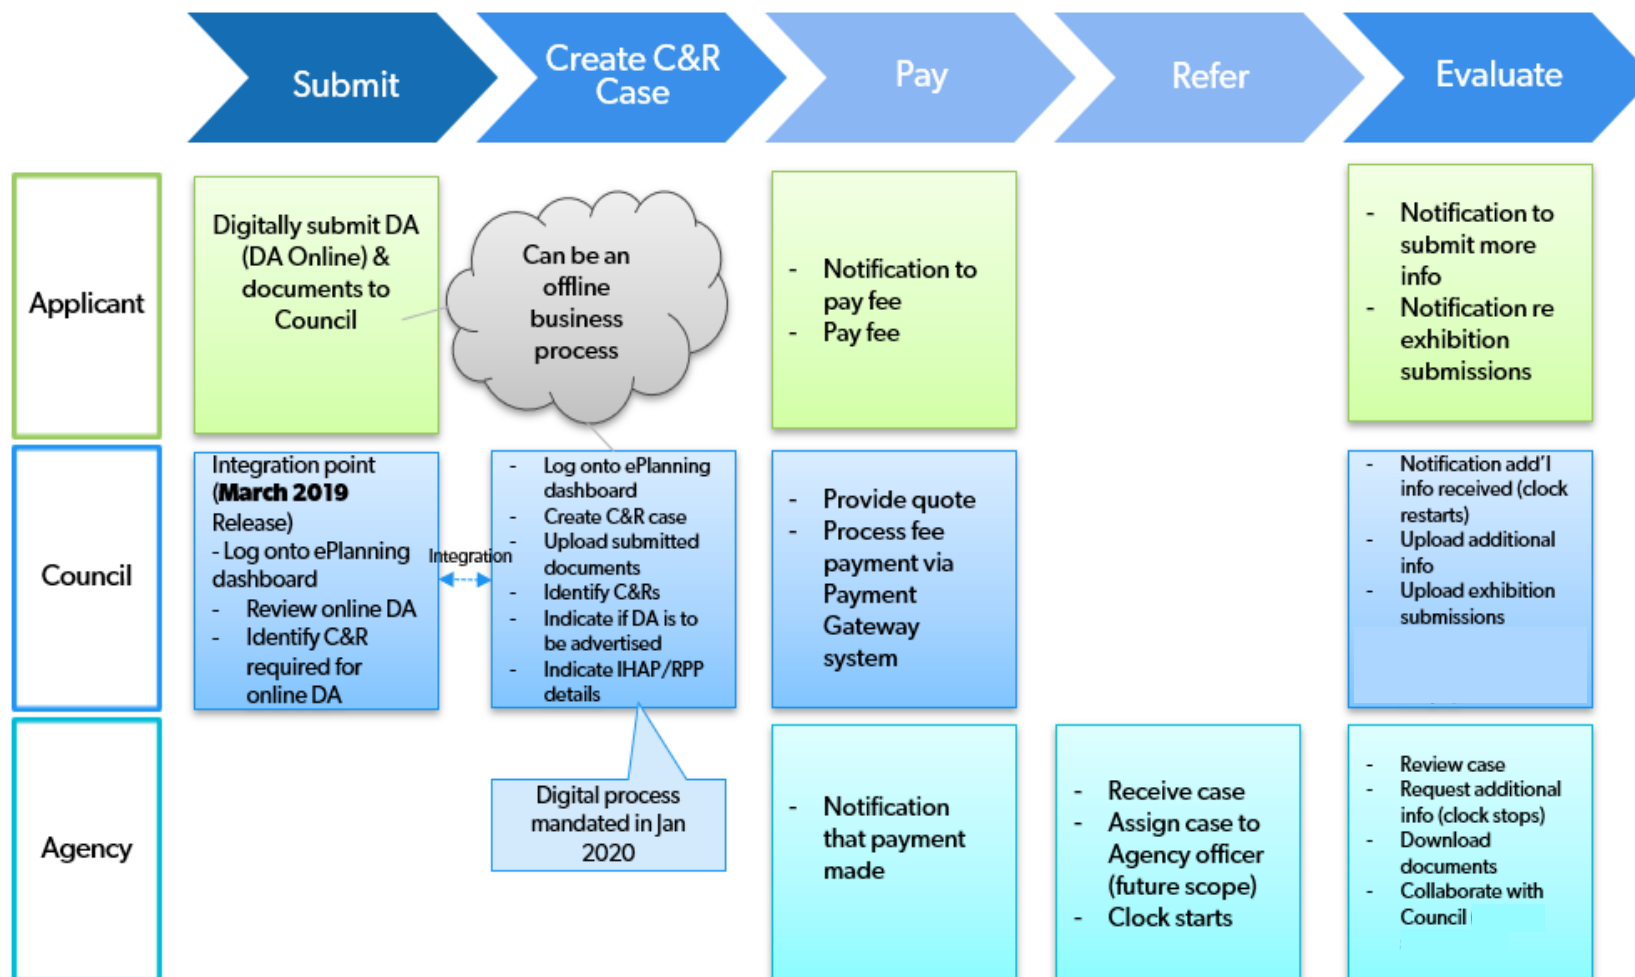 Submit
Create C&R
Case
Pay
Refer
Evaluate
Applicant
Digitally submit DA
(DA Online) &
documents to
Council
Can be an
offline
business
process
- Notification to
pay fee
- Pay fee
- Notification to
submit more
info
- Notification re
exhibition
submissions
Council
Integration point
(March 2019
Release)
- Log onto ePlanning
dashboard
- Review online DA
- Identify C&R
required for
online DA
Integration
- Log onto ePlanning
dashboard
- Create C&R case
- Upload submitted
documents
- Identify C&Rs
- Indicate if DA is to
be advertised
- Indicate IHAP/RPP
details
- Provide quote
- Process fee
payment via
Payment
Gateway
system
- Notification add'l
info received (clock
restarts)
- Upload additional
info
- Upload exhibition
submissions
Agency
Digital process
mandated in Jan
2020
- Notification
that payment
made
- Receive case
- Assign case to
Agency officer
(future scope)
- Clock starts
- Review case
- Request additional
info (clock stops)
- Download
documents
- Collaborate with
Council